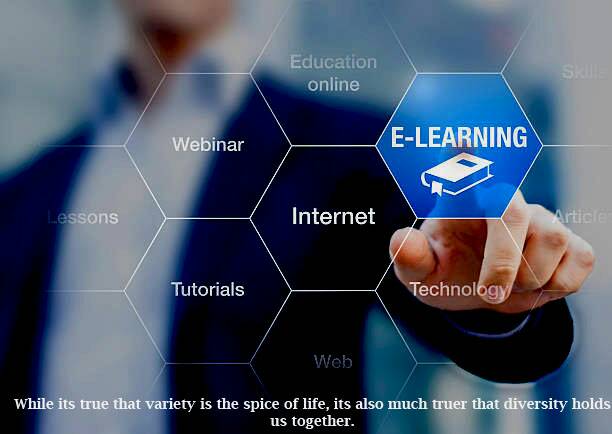 Education
online
Skills
E-LEARNING
Webinar
Lessons
Internet
Article
Tutorials
Technology
Web
While its true that variety is the spice of life, its also much truer that diversity holds
us together.